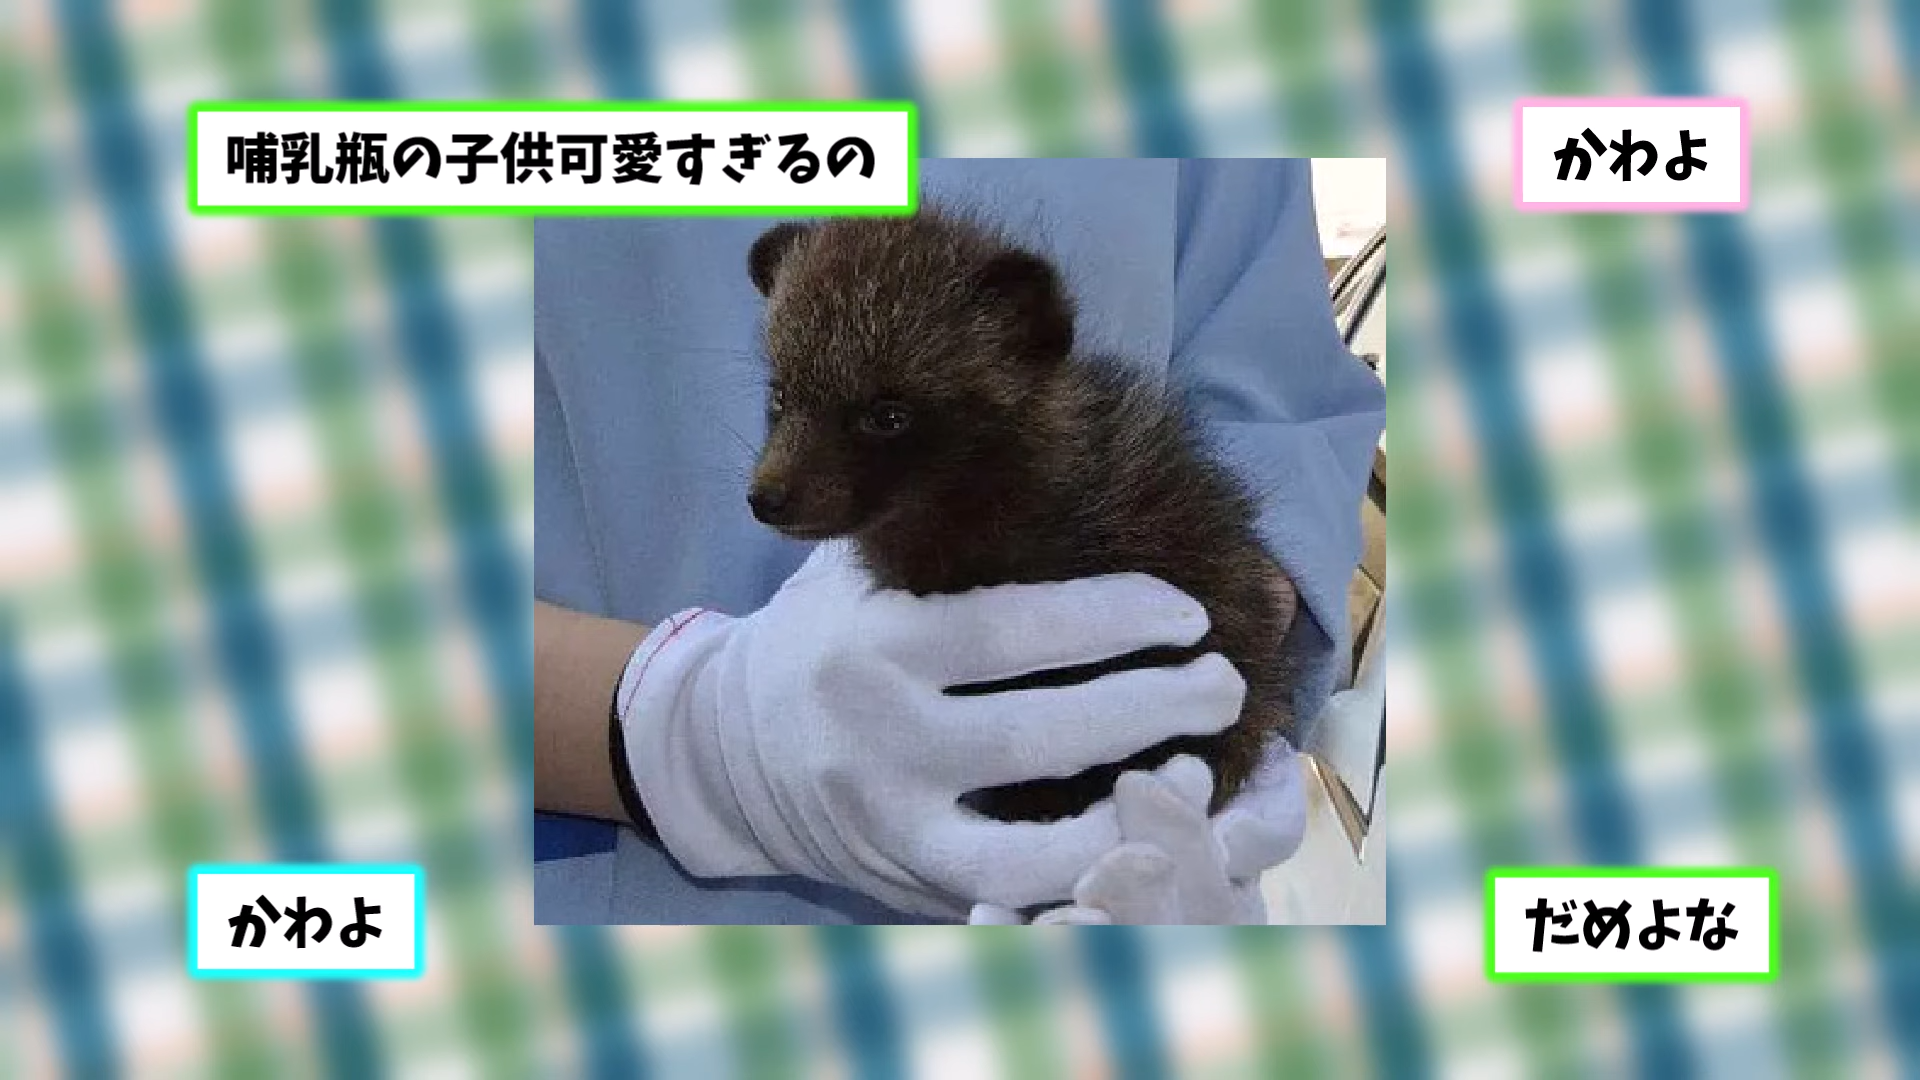 哺乳瓶の子供可愛すぎるの
かわよ
かわよ
だめよな